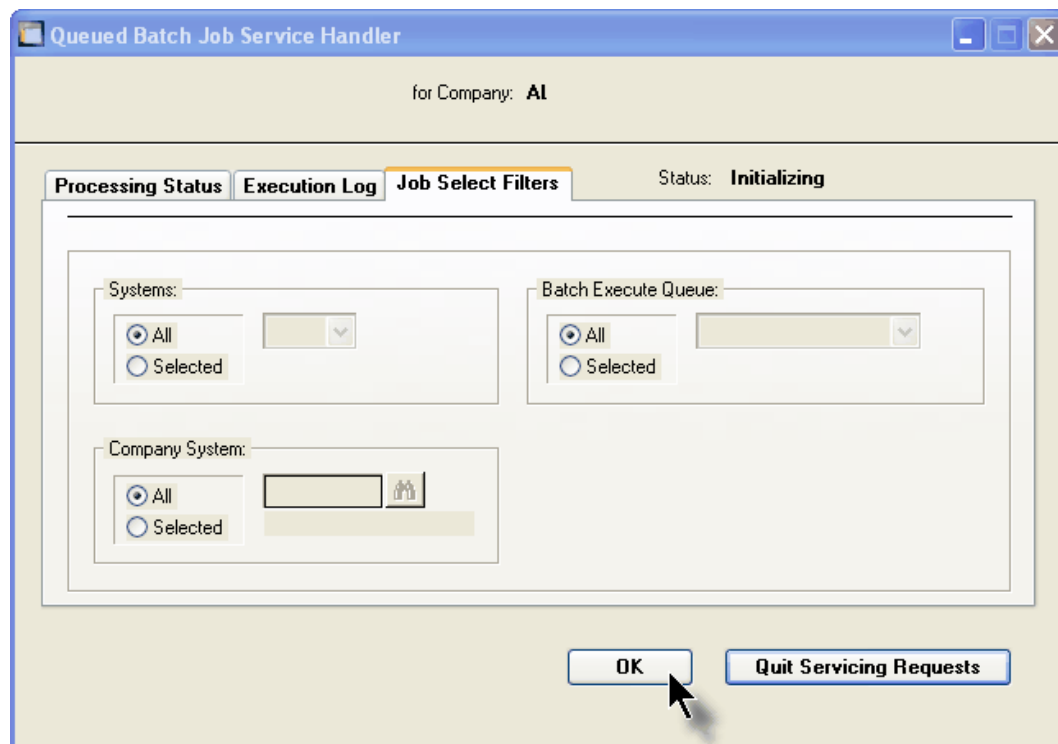 Queued Batch Job Service Handler
for Company: Al
Processing Status Execution Log Job Select Filters Status: Initializing
Systems: Batch Execute Queue:
All All
Selected Selected
Company System:
All
Selected
OK Quit Servicing Requests